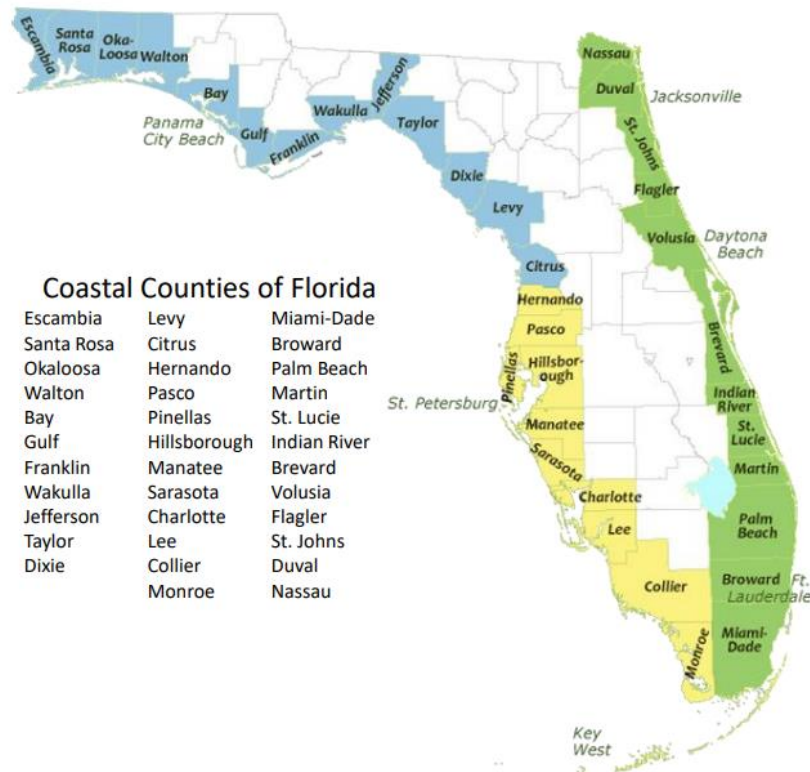 Escambia
Santa
Rosa
Oka-
Loosa
Walton
Bay
Gulf
Franklin
Wakulla
Jefferson
Taylor
Dixie
Levy
Citrus
Panama
City Beach
Nassau
Duval
Jacksonville
St. Johns
Flagler
Volusia
Daytona
Beach
Hernando
Pasco
Pinellas
Hillsbor-
ough
St. Petersburg
Manatee
Sarasota
Charlotte
Lee
Collier
Monroe
Brevard
Indian
River
St.
Lucie
Martin
Palm
Beach
Broward
Ft.
Lauderdale
Miami-
Dade
Key
West
Coastal Counties of Florida
Escambia Levy Miami-Dade
Santa Rosa Citrus Broward
Okaloosa Hernando Palm Beach
Walton Pasco Martin
Bay Pinellas St. Lucie
Gulf Hillsborough Indian River
Franklin Manatee Brevard
Wakulla Sarasota Volusia
Jefferson Charlotte Flagler
Taylor Lee St. Johns
Dixie Collier Duval
Monroe Nassau